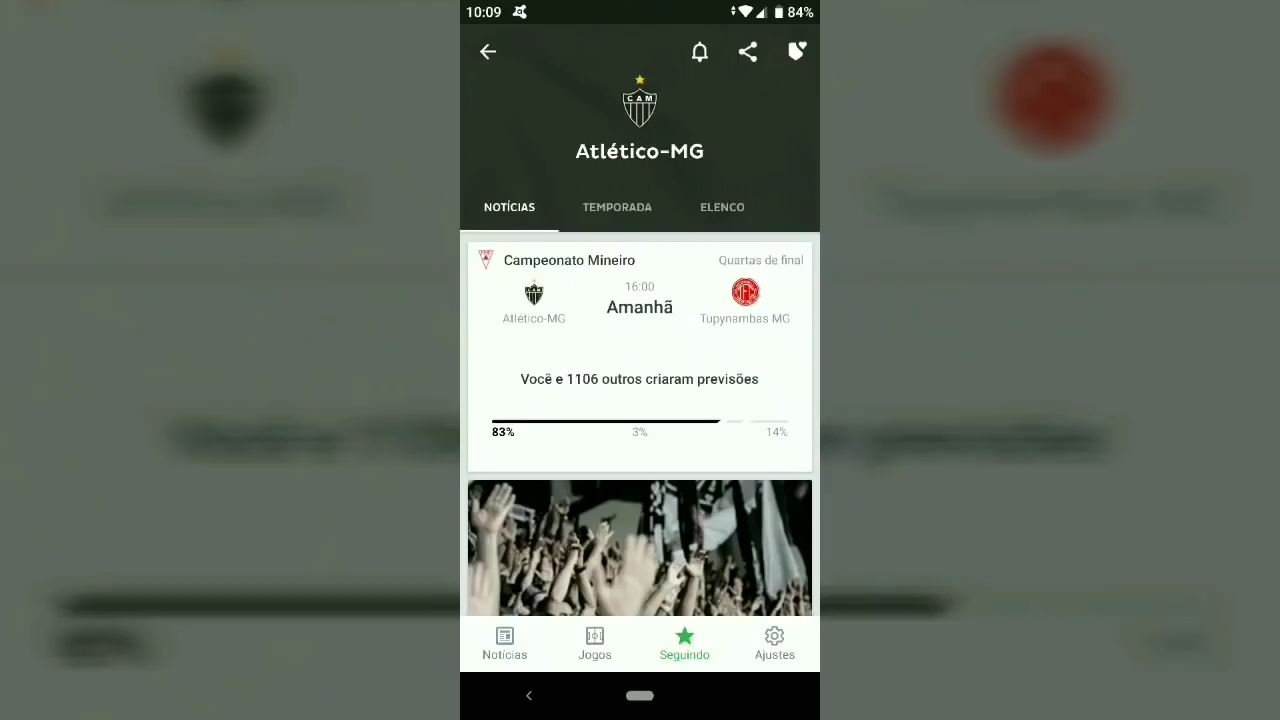 10:09
84%
CAM
Atlético-MG
NOTÍCIAS TEMPORADA ELENCO
Campeonato Mineiro Quartas de final
16:00
Amanhã
Atlético-MG Tupynambas MG
Você e 1106 outros criaram previsões
83% 3% 14%
Notícias Jogos Seguindo Ajustes